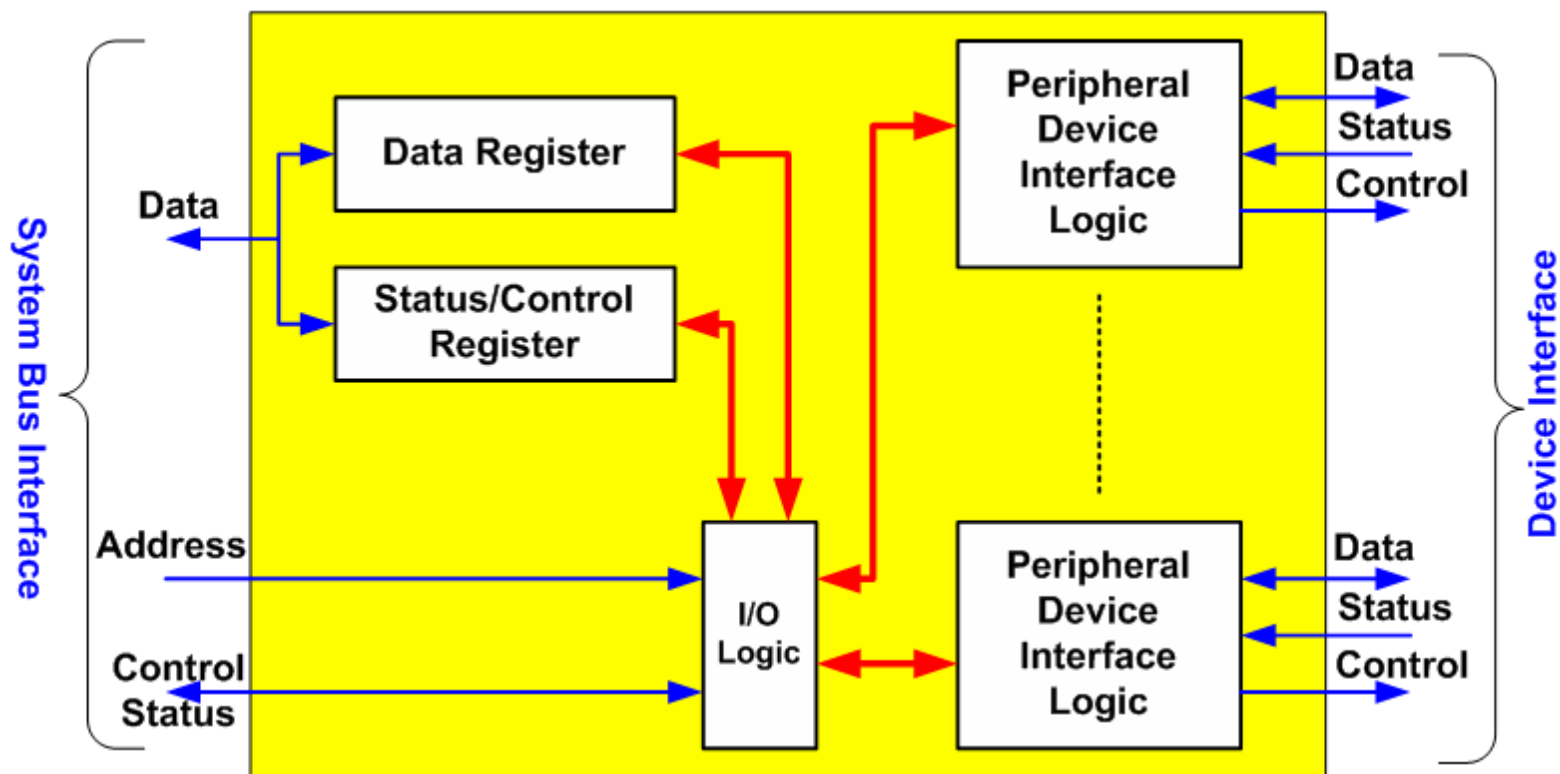 System Bus Interface
Data
Address
Control
Status
Data Register
Status/Control
Register
I/O
Logic
Peripheral
Device
Interface
Logic
Data
Status
Control
Peripheral
Device
Interface
Logic
Data
Status
Control
Device Interface